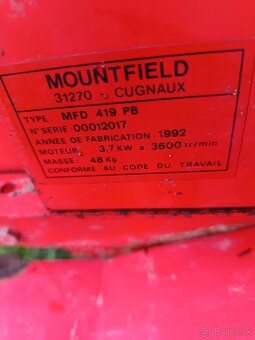 MOUNTFIELD
31270 - CUGNAUX
TYPE: MFD 419 PB
N° SERIE: 00012017
ANNEE DE FABRICATION: 1992
MOTEUR: 3,7 KW à 3600 tr/min
MASSE: 48 Kg
CONFORME AU CODE DU TRAVAIL